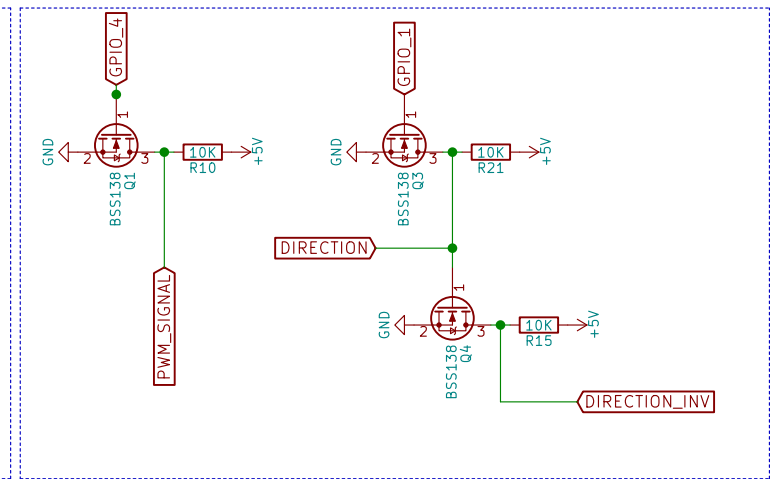 GPIO_4
1
GND
2
3
10K
R10
+5V
BSS138
Q1
PWM_SIGNAL
GPIO_1
1
GND
2
3
10K
R21
+5V
BSS138
Q3
DIRECTION
1
GND
2
3
10K
R15
+5V
BSS138
Q4
DIRECTION_INV